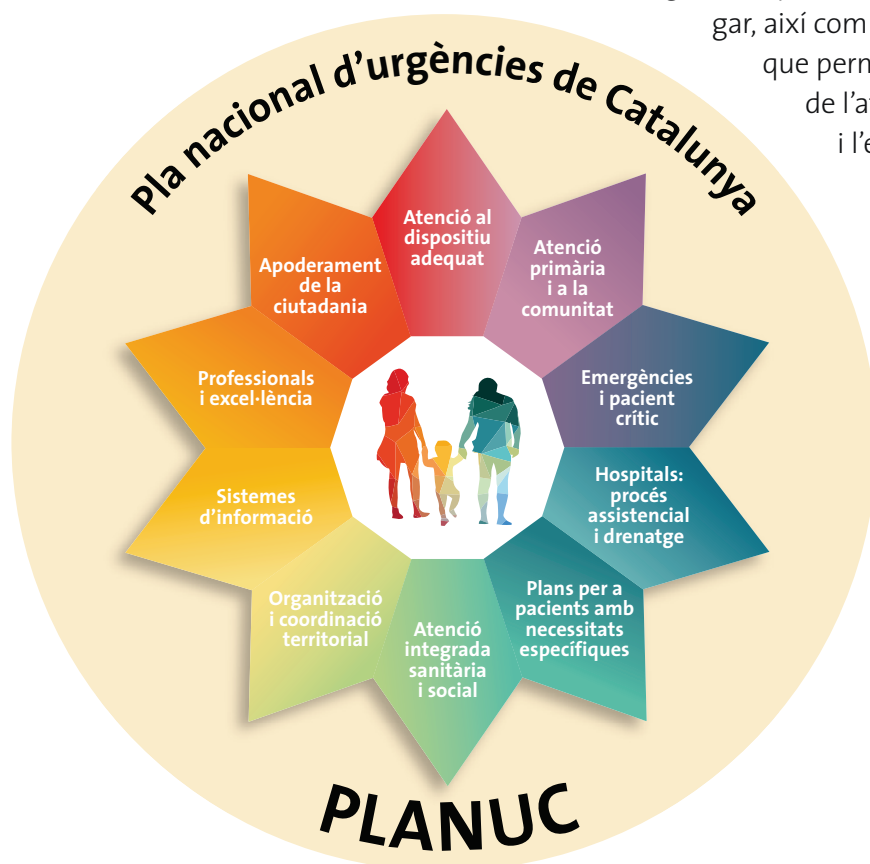 gar, així com
que
de
i
Pla nacional d'urgències de Catalunya
Atenció al
dispositiu
adequat
Atenció
primària
i a la
comunitat
Emergències
i pacient
crític
Hospitals:
procés
assistencial
i drenatge
Plans per a
pacients amb
necessitats
específiques
Atenció
integrada
sanitària
i social
Organització
i coordinació
territorial
Sistemes
d'informació
Professionals
i excel·lència
Apoderament
de la
ciutadania
PLANUC